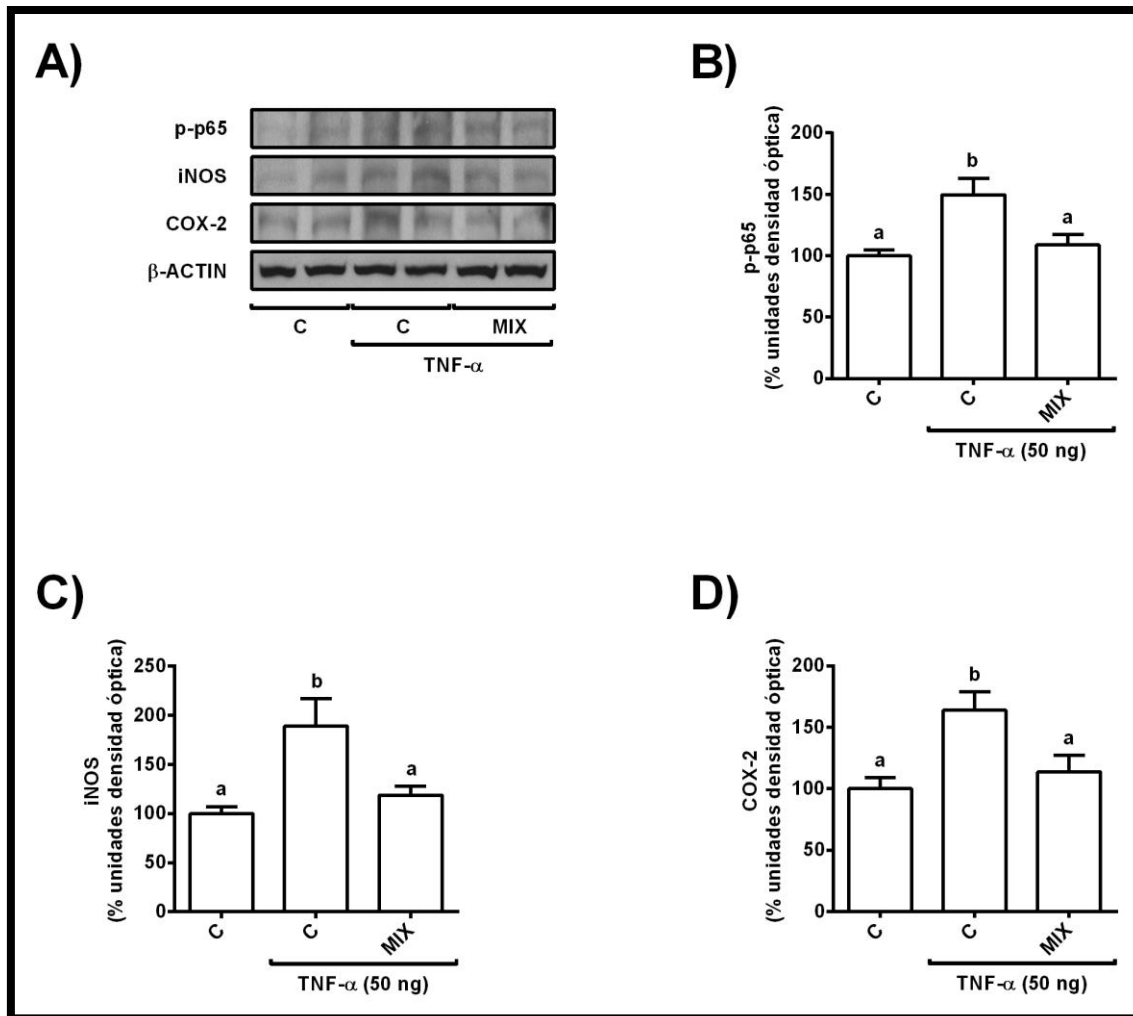 A)
p-p65
iNOS
COX-2
β-ACTIN
C C MIX
TNF-α
B)
p-p65
(% unidades densidad óptica)
200
150
100
50
0
a b a
C C MIX
TNF-α (50 ng)
C)
iNOS
(% unidades densidad óptica)
250
200
150
100
50
0
a b a
C C MIX
TNF-α (50 ng)
D)
COX-2
(% unidades densidad óptica)
200
150
100
50
0
a b a
C C MIX
TNF-α (50 ng)